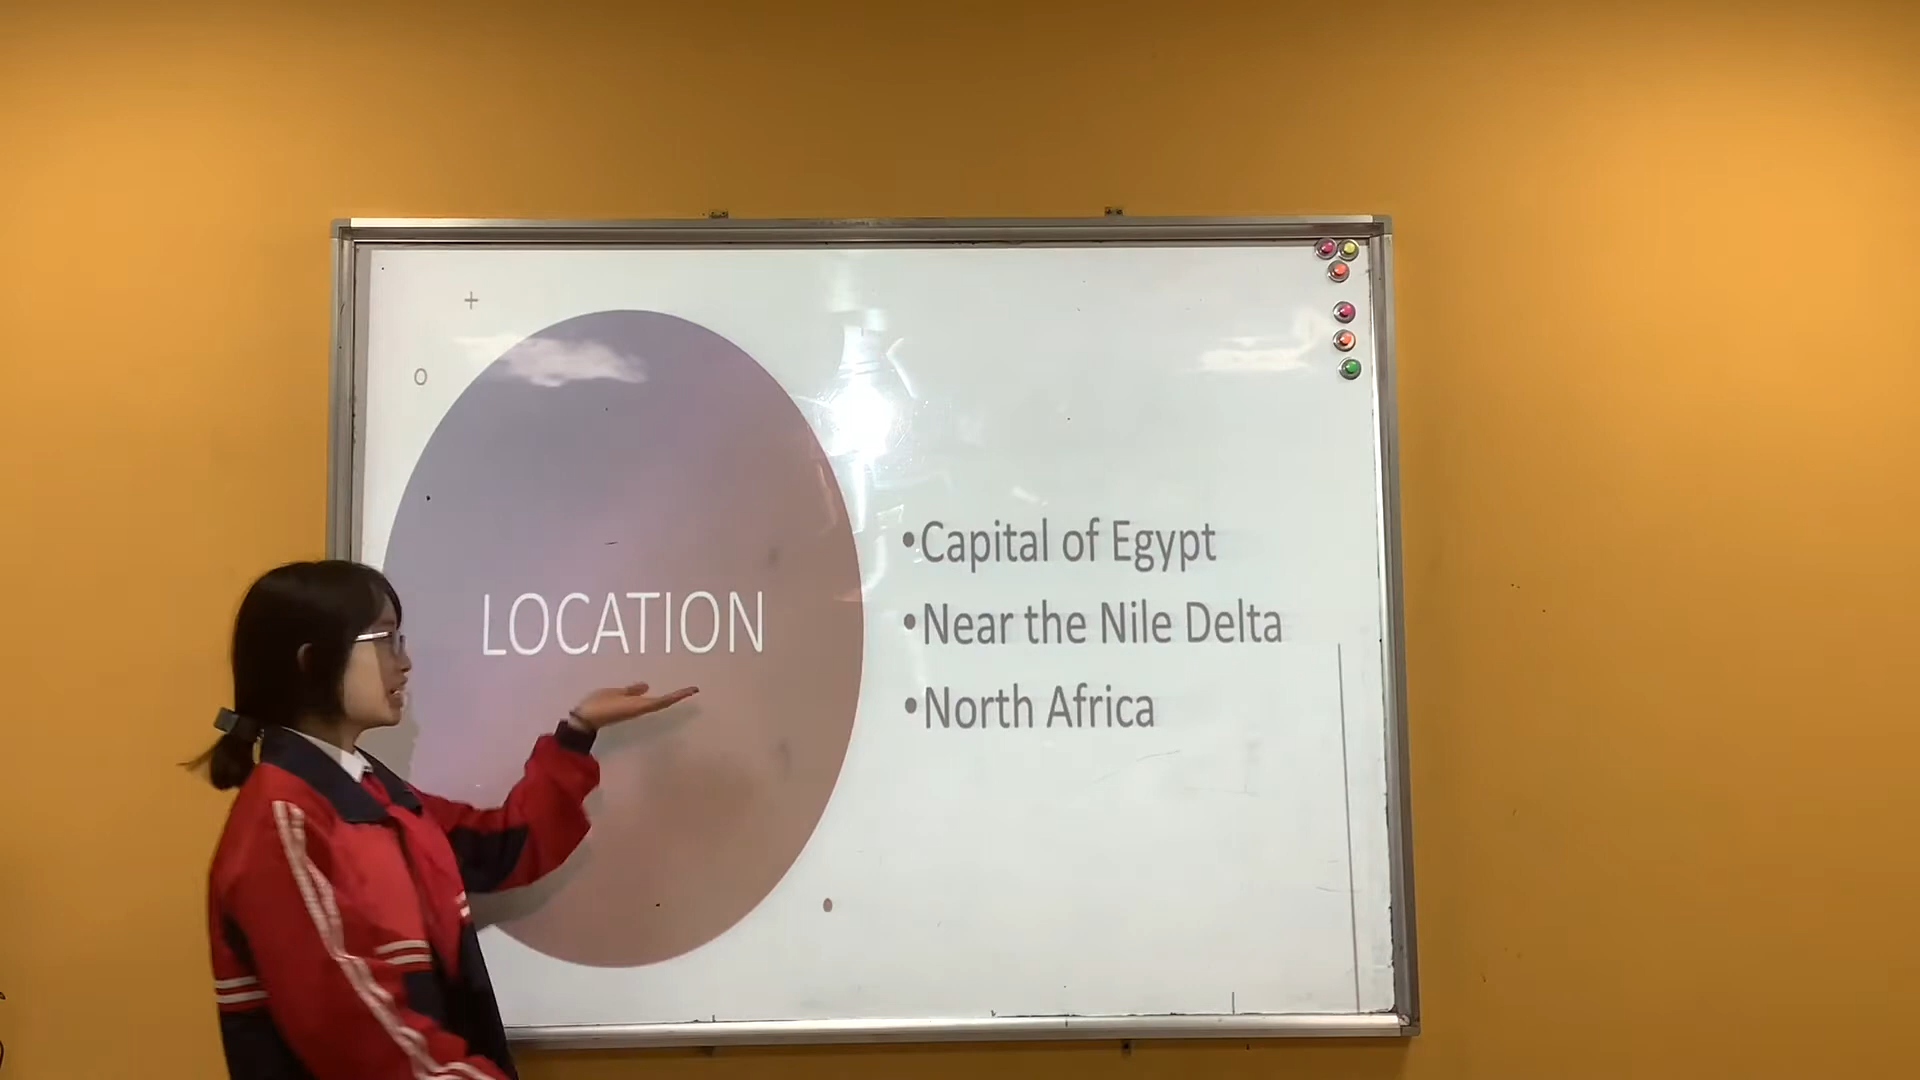 LOCATION
•Capital of Egypt
•Near the Nile Delta
•North Africa